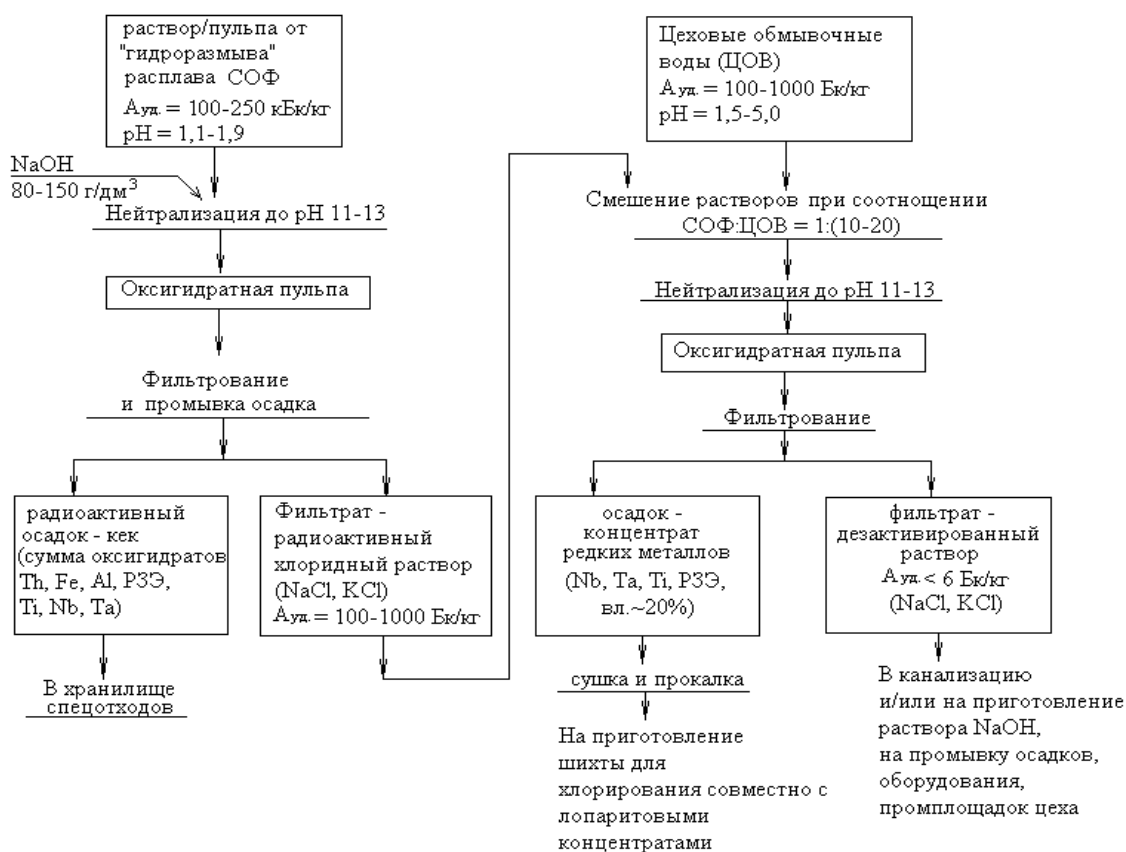 раствор/пульпа от
"гидроразмыва"
расплава СОФ
Ауд. = 100-250 кБк/кг
pH = 1,1-1,9
NaOH
80-150 г/дм³
Нейтрализация до pH 11-13
Оксигидратная пульпа
Фильтрование
и промывка осадка
радиоактивный
осадок - кек
(сумма оксигидратов
Th, Fe, Al, РЗЭ,
Ti, Nb, Ta)
В хранилище
спецотходов
Фильтрат -
радиоактивный
хлоридный раствор
(NaCl, KCl)
Ауд. = 100-1000 Бк/кг
Цеховые обмывочные
воды (ЦОВ)
Ауд. = 100-1000 Бк/кг
pH = 1,5-5,0
Смешение растворов при соотнощении
СОФ:ЦОВ = 1:(10-20)
Нейтрализация до pH 11-13
Оксигидратная пульпа
Фильтрование
осадок -
концентрат
редких металлов
(Nb, Ta, Ti, РЗЭ,
вл.~20%)
сушка и прокалка
На приготовление
шихты для
хлорирования совместно с
лопаритовыми
концентратами
фильтрат -
дезактивированный
раствор
Ауд. < 6 Бк/кг
(NaCl, KCl)
В канализацию
и/или на приготовление
раствора NaOH,
на промывку осадков,
оборудования,
промплощадок цеха